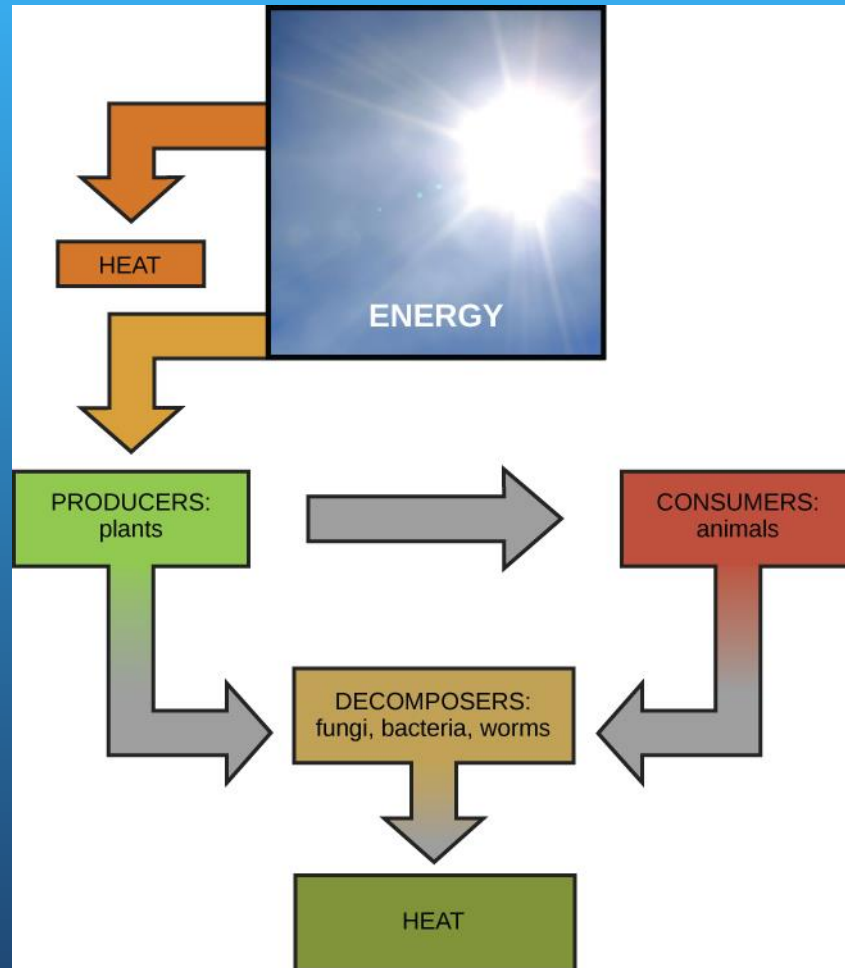 ENERGY
HEAT
PRODUCERS:
plants
CONSUMERS:
animals
DECOMPOSERS:
fungi, bacteria, worms
HEAT